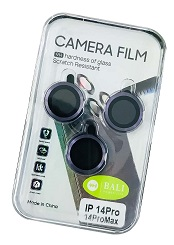 CAMERA FILM
9H hardness of glass
Scratch Resistant
BALI
IP 14Pro
14ProMax
Made in China